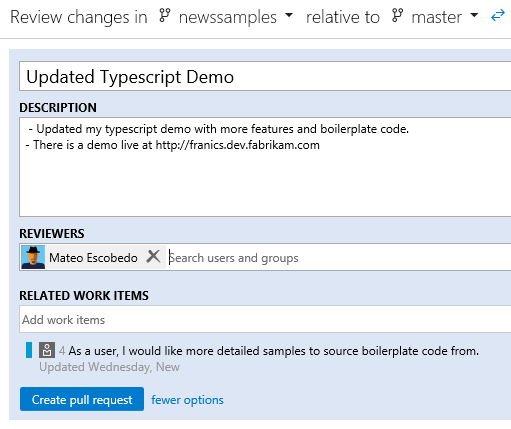 Review changes in newssamples relative to master
Updated Typescript Demo
DESCRIPTION
- Updated my typescript demo with more features and boilerplate code.
- There is a demo live at http://franics.dev.fabrikam.com
REVIEWERS
Mateo Escobedo Search users and groups
RELATED WORK ITEMS
Add work items
4 As a user, I would like more detailed samples to source boilerplate code from.
Updated Wednesday, New
Create pull request fewer options